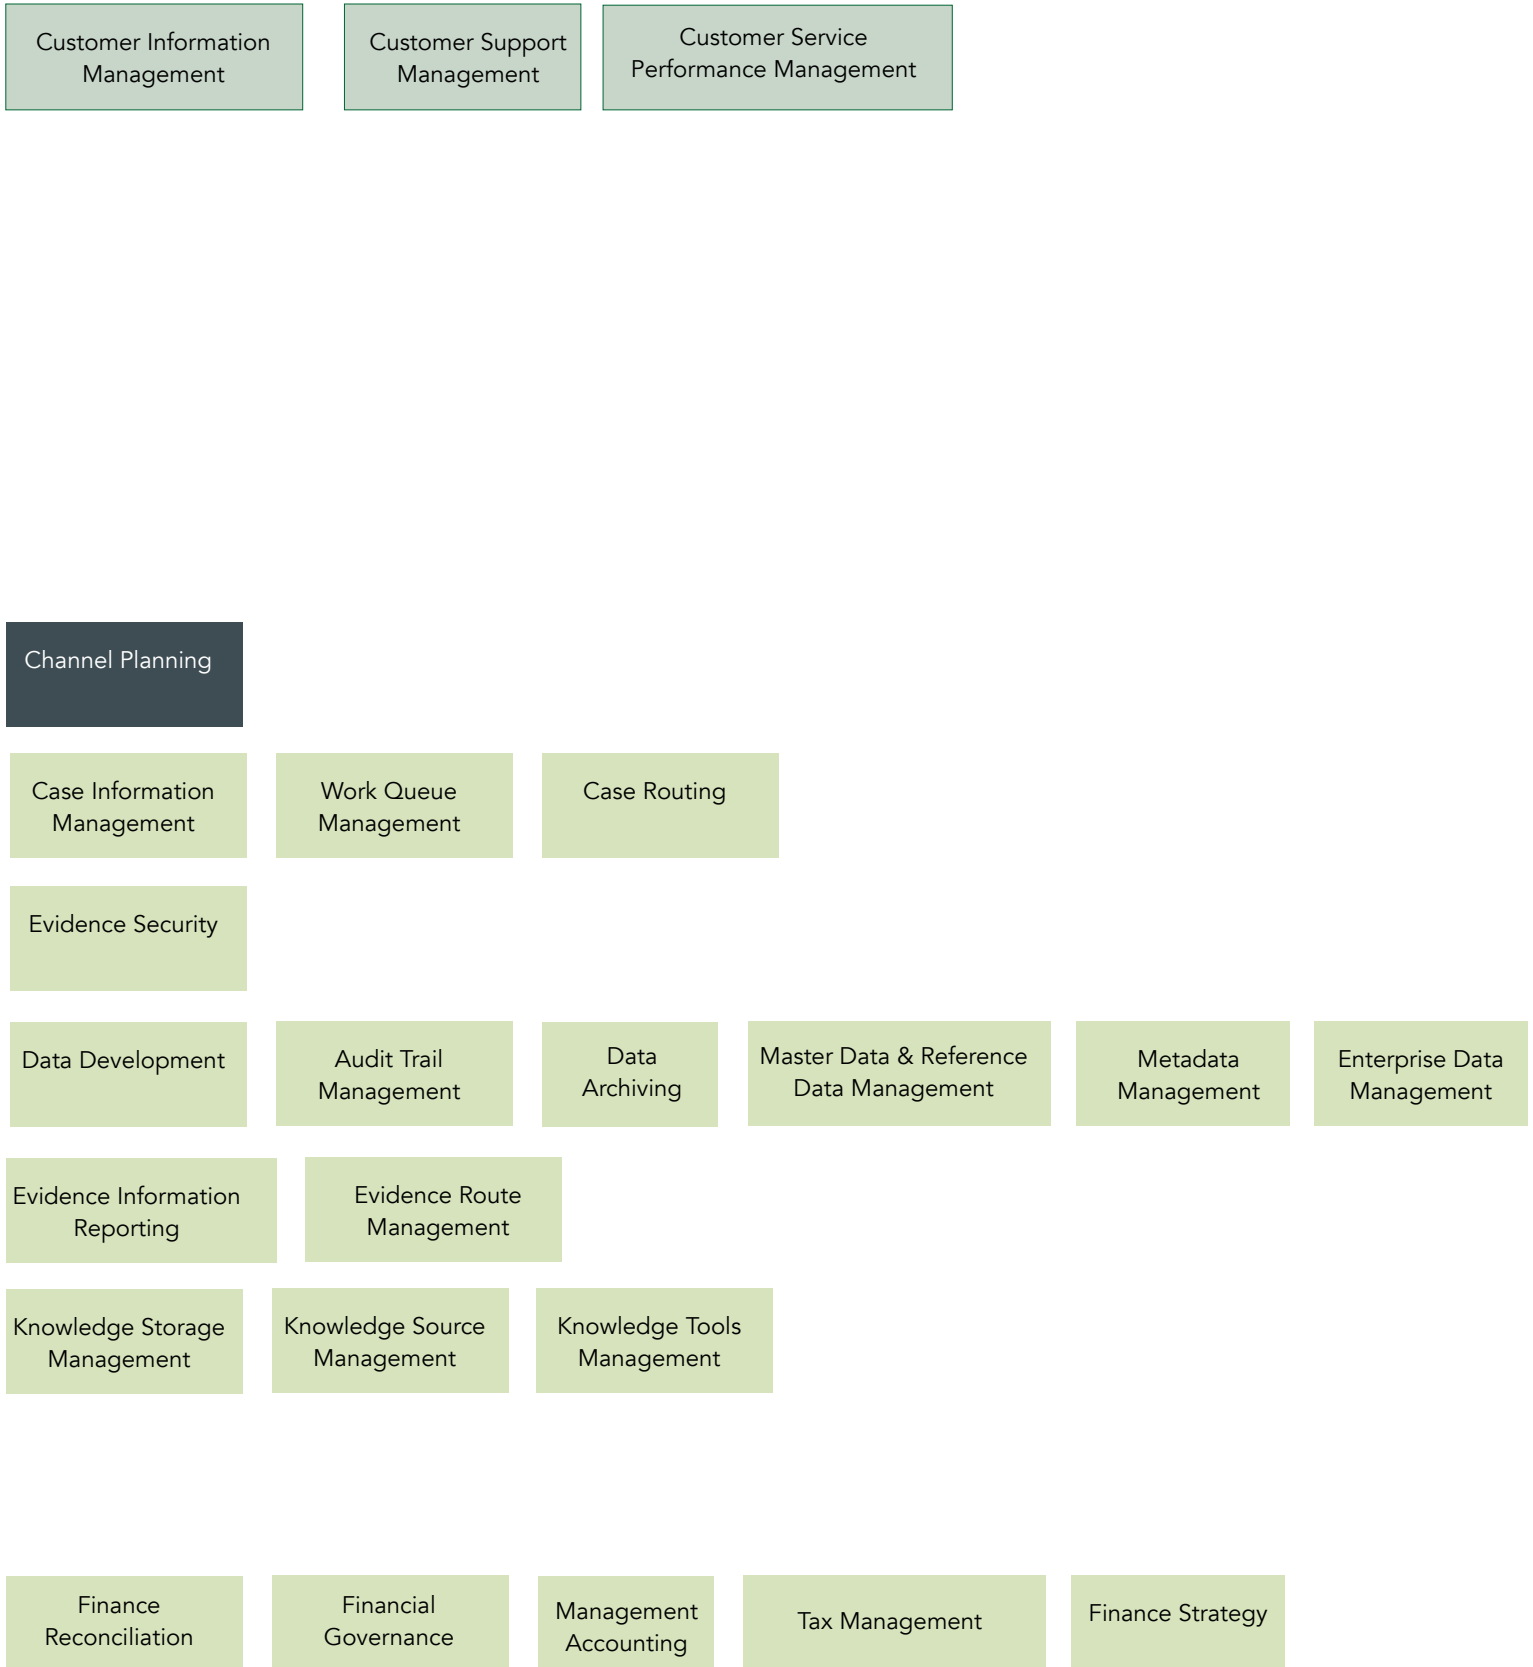 Customer Information
Management
Customer Support
Management
Customer Service
Performance Management
Channel Planning
Case Information
Management
Work Queue
Management
Case Routing
Evidence Security
Data Development
Audit Trail
Management
Data
Archiving
Master Data & Reference
Data Management
Metadata
Management
Enterprise Data
Management
Evidence Information
Reporting
Evidence Route
Management
Knowledge Storage
Management
Knowledge Source
Management
Knowledge Tools
Management
Finance
Reconciliation
Financial
Governance
Management
Accounting
Tax Management
Finance Strategy